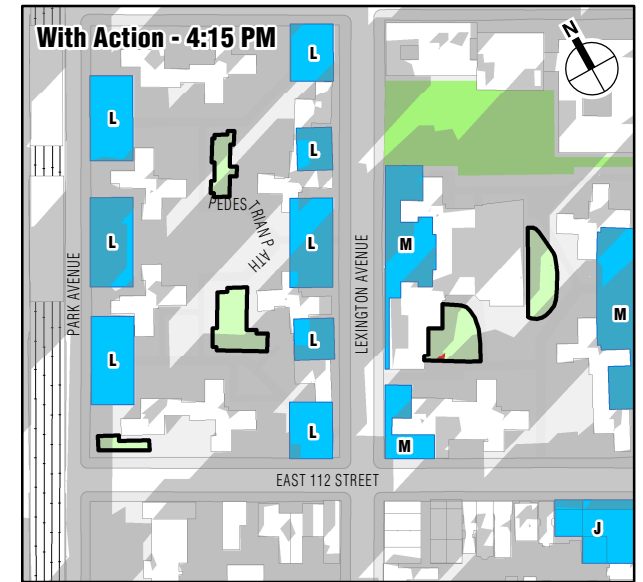 With Action - 4:15 PM
N
L
L
L
PEDESTRIAN PATH
L
L
M
PARK AVENUE
LEXINGTON AVENUE
M
L
L
L
M
EAST 112 STREET
J